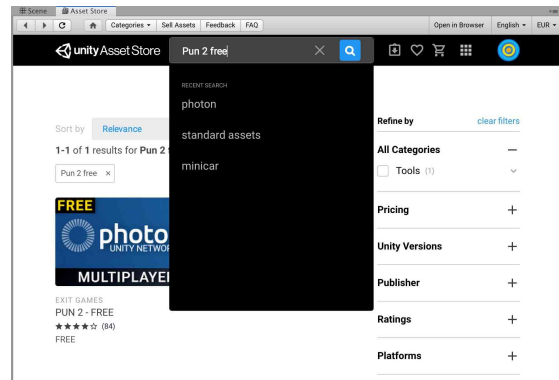 Scene
Asset Store
Categories
Sell Assets
Feedback
FAQ
Open in Browser
English
EUR
unity Asset Store
Pun 2 free
RECENT SEARCH
photon
standard assets
minicar
Sort by
Relevance
1-1 of 1 results for Pun 2
Pun 2 free ×
FREE
photo
UNITY NETWOR
MULTIPLAYE
EXIT GAMES
PUN 2 - FREE
(84)
FREE
Refine by
clear filters
All Categories
Tools (1)
Pricing
Unity Versions
Publisher
Ratings
Platforms